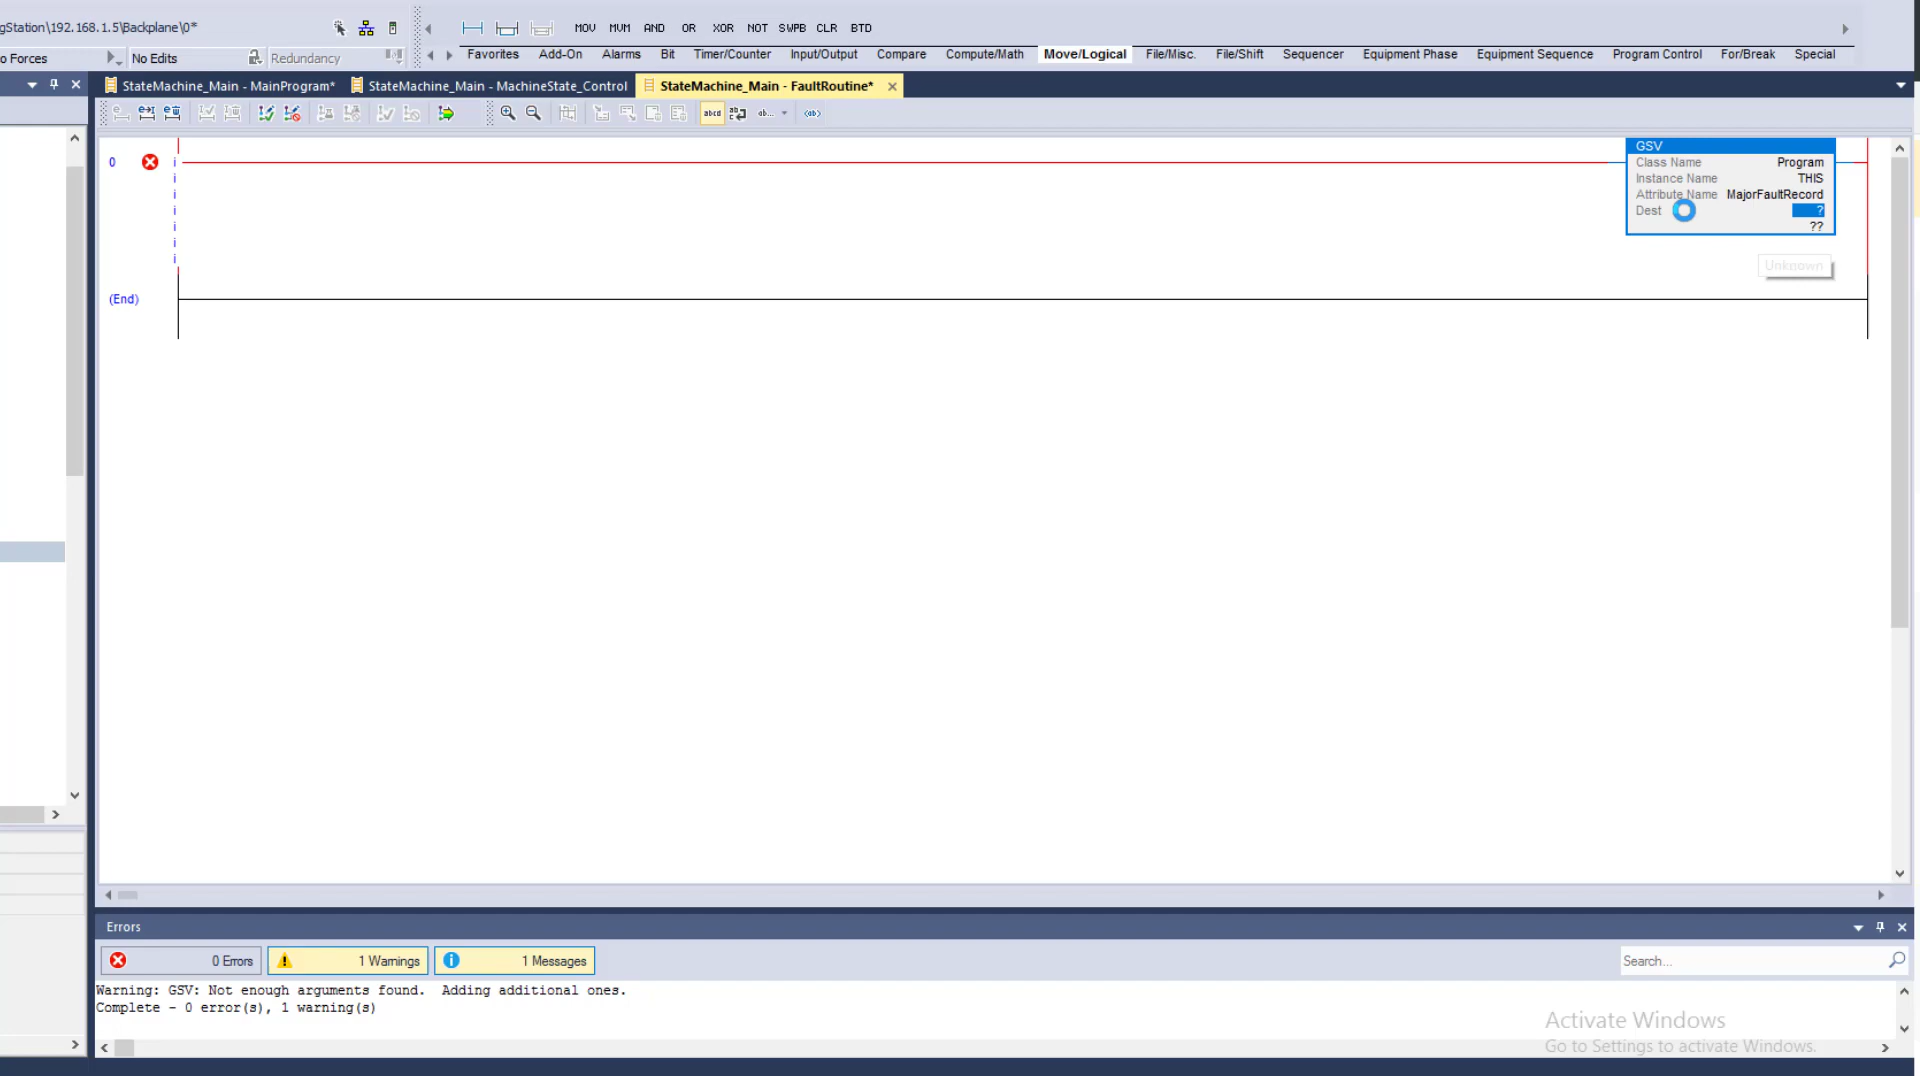 gStation\192.168.1.5\Backplane\0*
MOV MVM AND OR XOR NOT SWPB CLR BTD
o Forces No Edits Redundancy
Favorites Add-On Alarms Bit Timer/Counter Input/Output Compare Compute/Math Move/Logical File/Misc. File/Shift Sequencer Equipment Phase Equipment Sequence Program Control For/Break Special
StateMachine_Main - MainProgram* StateMachine_Main - MachineState_Control StateMachine_Main - FaultRoutine*
abcd ab... <ab>
GSV
0 i Class Name Program
i Instance Name THIS
i Attribute Name MajorFaultRecord
i Dest ?
i ??
i
i Unknown
(End)
Errors
0 Errors 1 Warnings 1 Messages Search...
Warning: GSV: Not enough arguments found. Adding additional ones.
Complete - 0 error(s), 1 warning(s)
Activate Windows
Go to Settings to activate Windows.